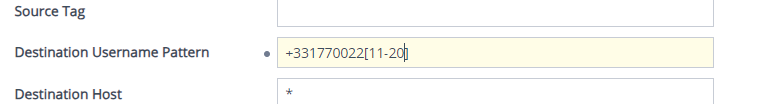 Source Tag
Destination Username Pattern +331770022[11-20]
Destination Host *